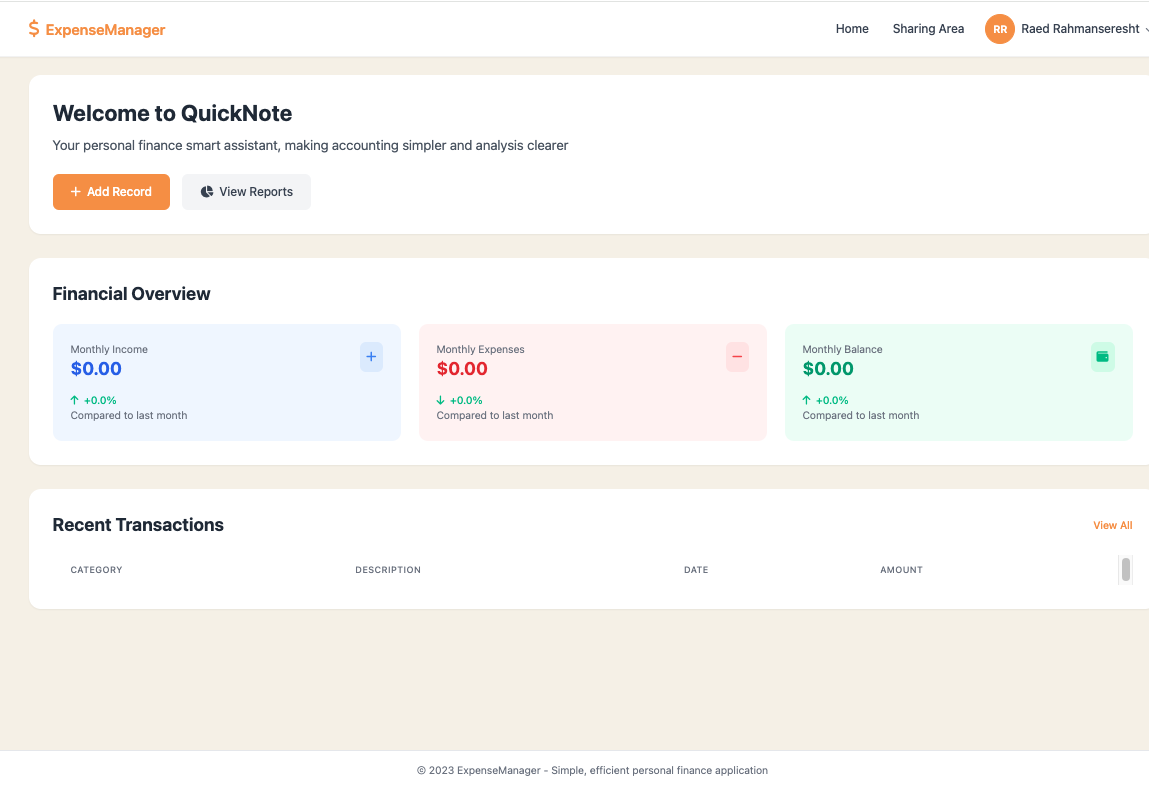 $ ExpenseManager
Home Sharing Area RR Raed Rahmanseresht
Welcome to QuickNote
Your personal finance smart assistant, making accounting simpler and analysis clearer
+ Add Record View Reports
Financial Overview
Monthly Income
$0.00
↑ +0.0%
Compared to last month
Monthly Expenses
$0.00
↓ +0.0%
Compared to last month
Monthly Balance
$0.00
↑ +0.0%
Compared to last month
Recent Transactions
View All
CATEGORY DESCRIPTION DATE AMOUNT
© 2023 ExpenseManager - Simple, efficient personal finance application